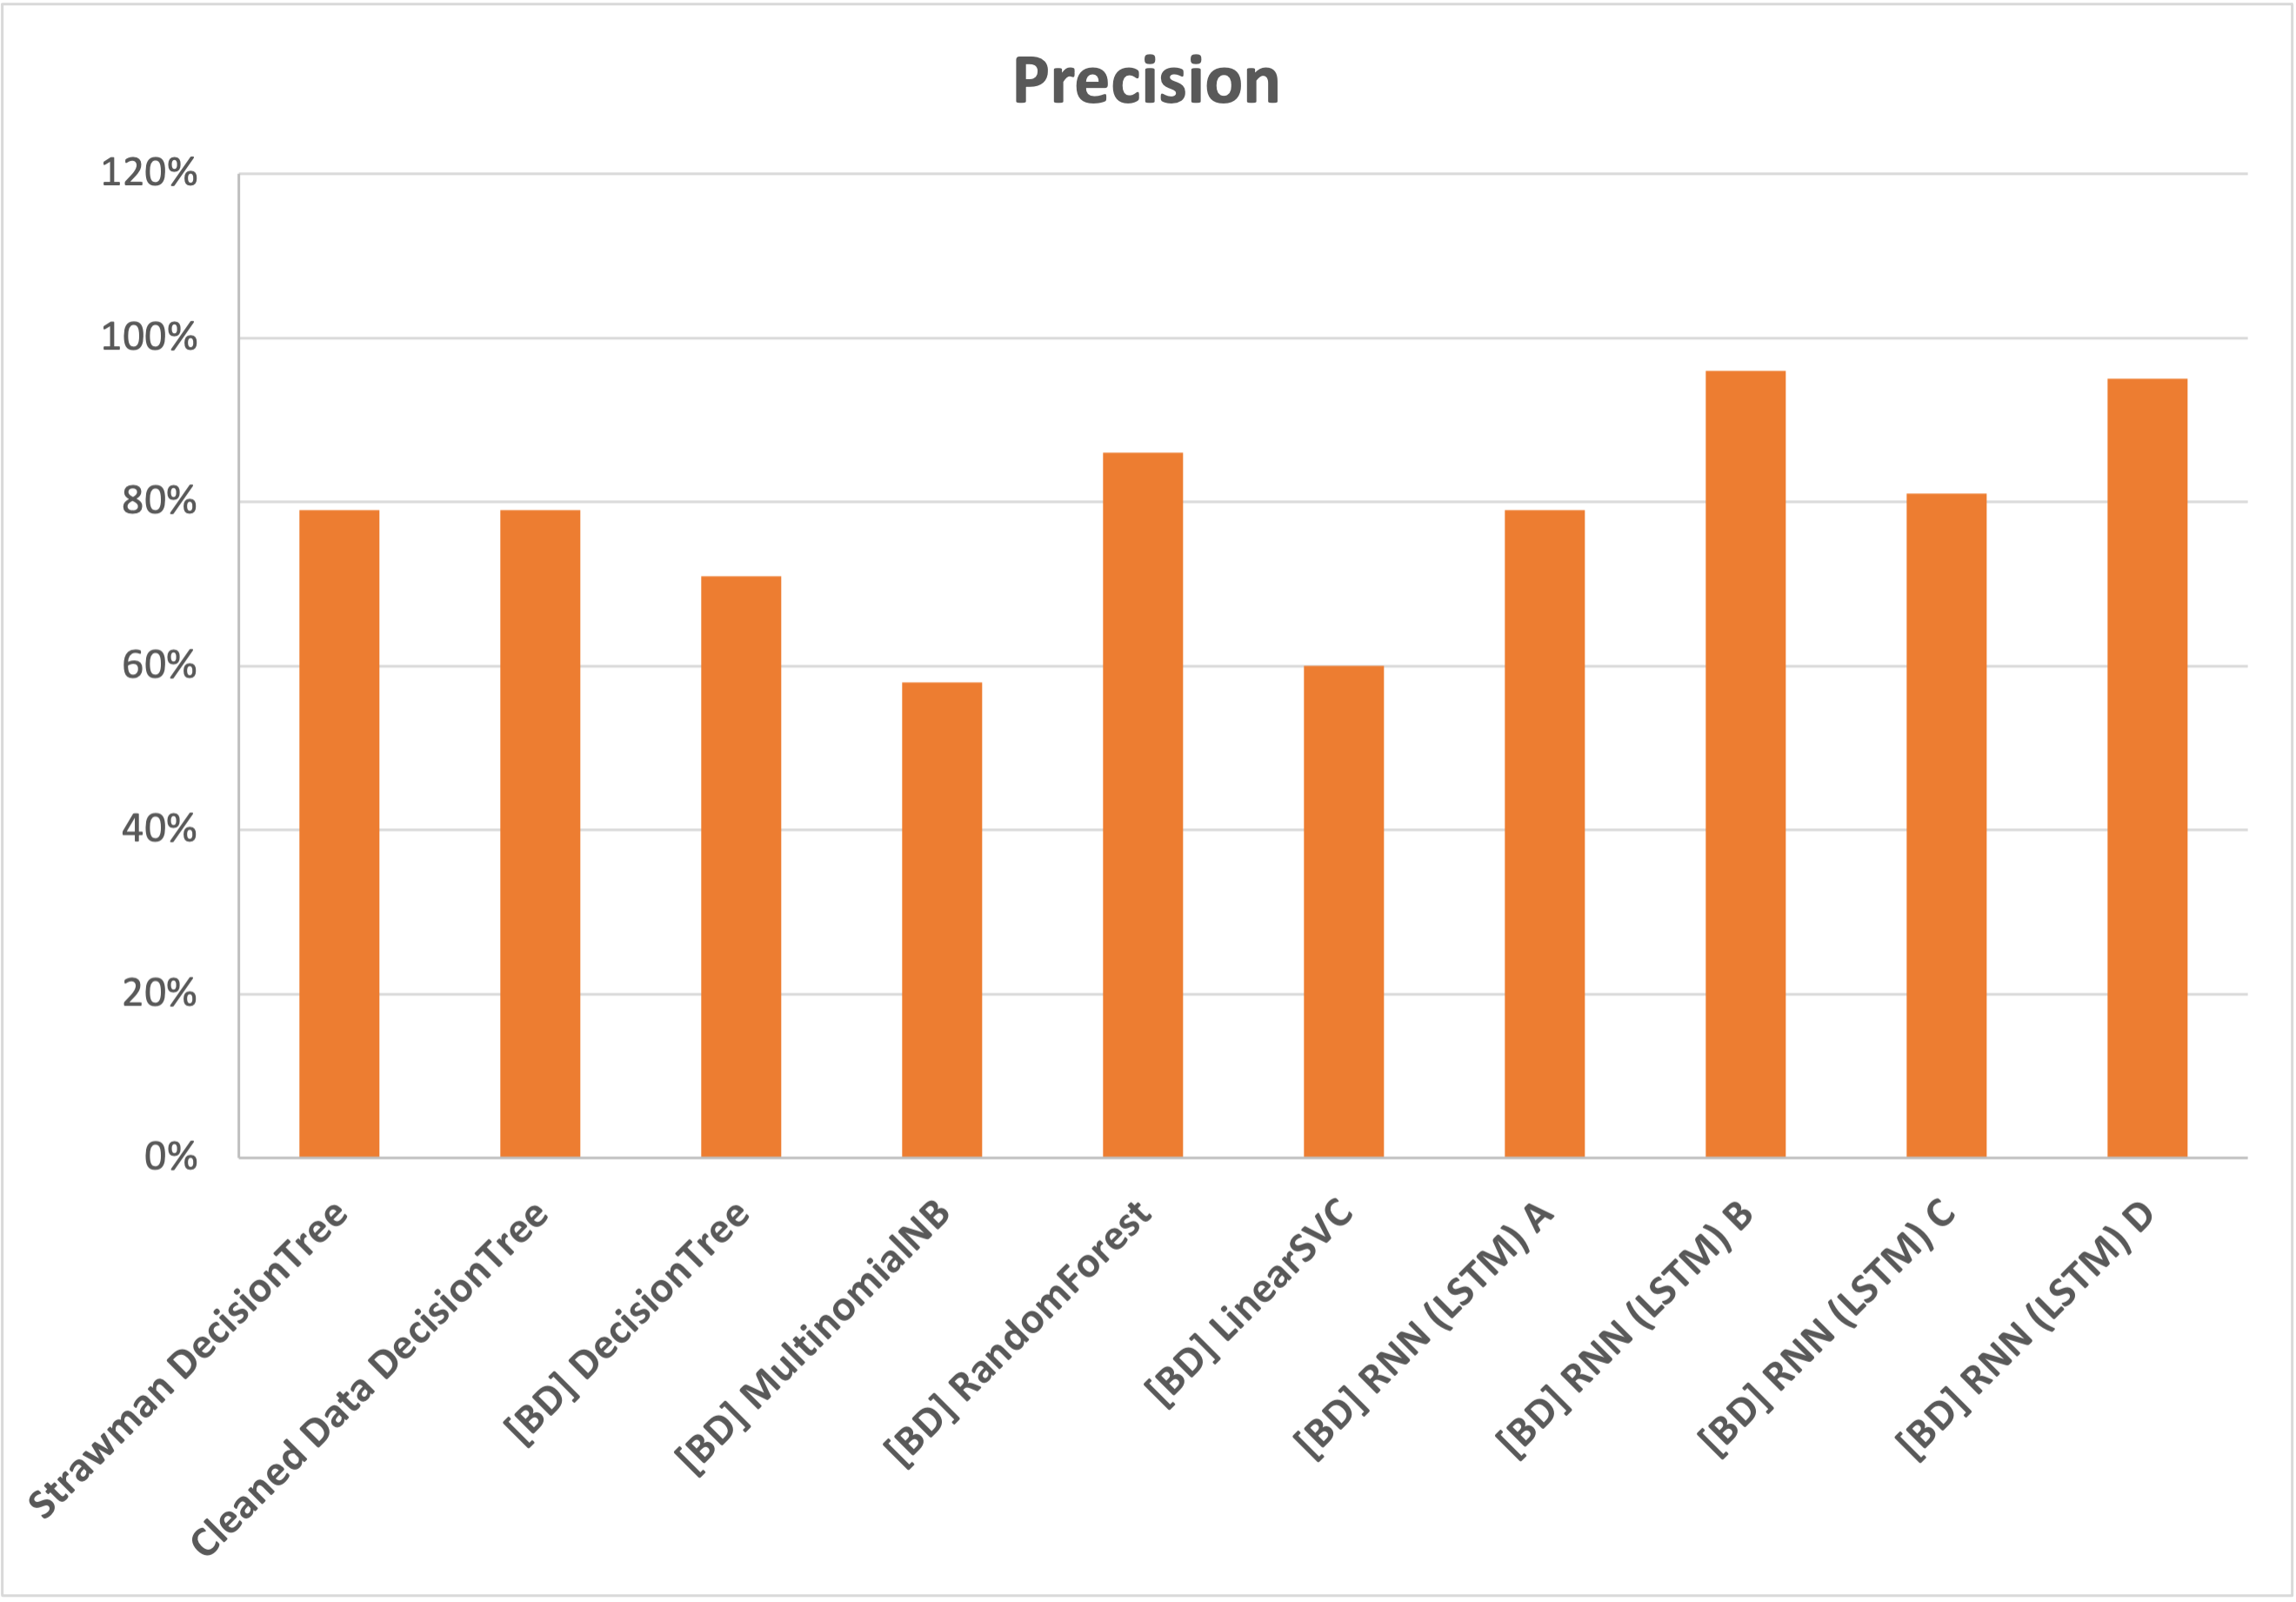 Precision
120%
100%
80%
60%
40%
20%
0%
Strawman DecisionTree
Cleaned Data DecisionTree
[BD] DecisionTree
[BD] MultinomialNB
[BD] RandomForest
[BD] LinearSVC
[BD] RNN (LSTM) A
[BD] RNN (LSTM) B
[BD] RNN (LSTM) C
[BD] RNN (LSTM) D